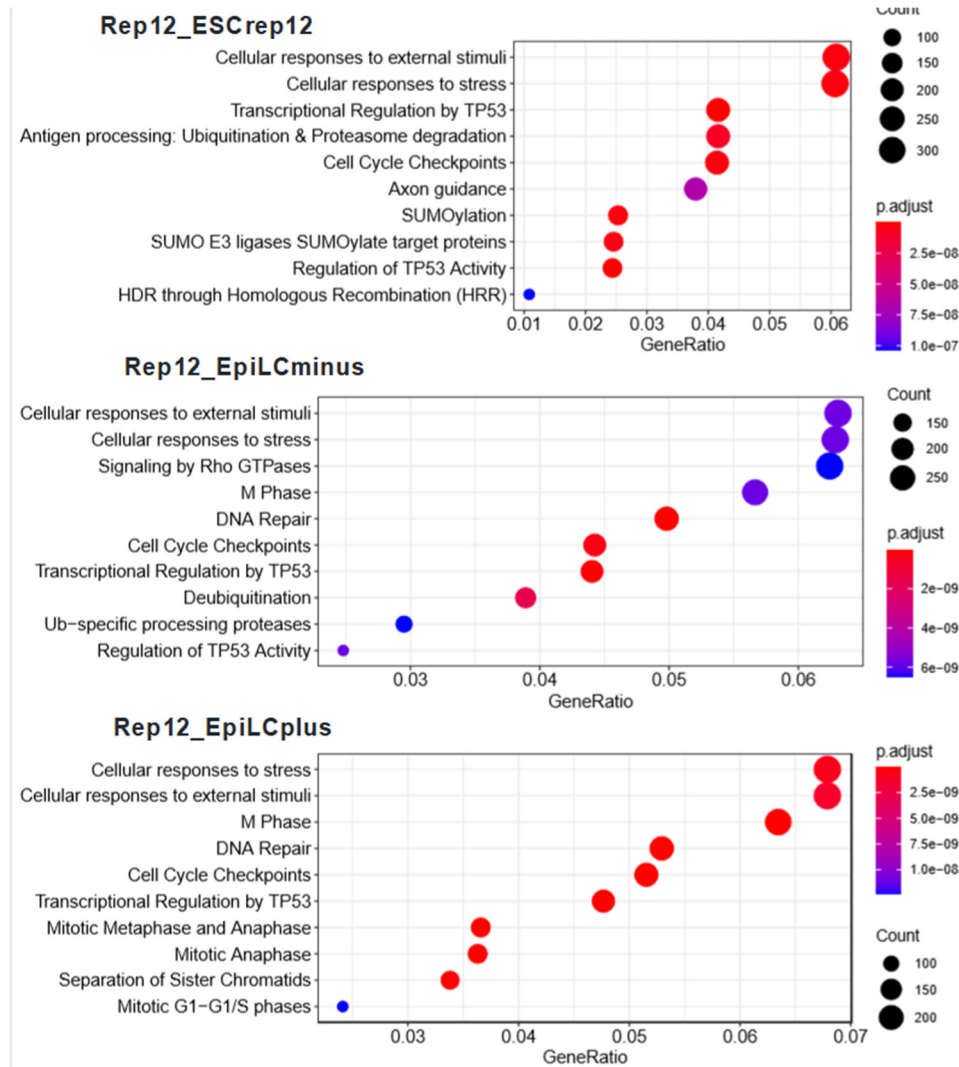 Rep12_ESCrep12
Count
Cellular responses to external stimuli
100
Cellular responses to stress
150
Transcriptional Regulation by TP53
200
Antigen processing: Ubiquitination & Proteasome degradation
250
Cell Cycle Checkpoints
300
Axon guidance
p.adjust
SUMOylation
SUMO E3 ligases SUMOylate target proteins
2.5e−08
Regulation of TP53 Activity
5.0e−08
HDR through Homologous Recombination (HRR)
7.5e−08
1.0e−07
0.01 0.02 0.03 0.04 0.05 0.06
GeneRatio
Rep12_EpiLCminus
Count
Cellular responses to external stimuli
150
Cellular responses to stress
200
Signaling by Rho GTPases
250
M Phase
DNA Repair
p.adjust
Cell Cycle Checkpoints
Transcriptional Regulation by TP53
2e−09
Deubiquitination
4e−09
Ub−specific processing proteases
Regulation of TP53 Activity
6e−09
0.03 0.04 0.05 0.06
GeneRatio
Rep12_EpiLCplus
p.adjust
Cellular responses to stress
2.5e−09
Cellular responses to external stimuli
5.0e−09
M Phase
7.5e−09
DNA Repair
1.0e−08
Cell Cycle Checkpoints
Transcriptional Regulation by TP53
Mitotic Metaphase and Anaphase
Count
Mitotic Anaphase
100
Separation of Sister Chromatids
150
Mitotic G1−G1/S phases
200
0.03 0.04 0.05 0.06 0.07
GeneRatio